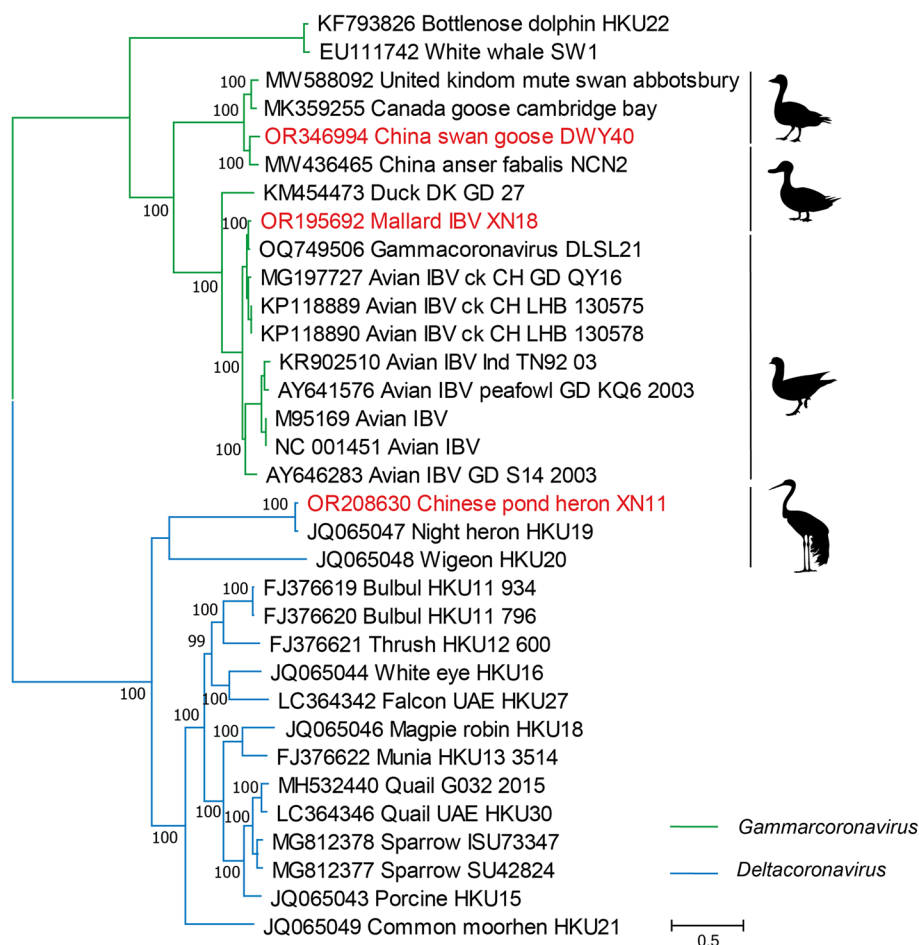 KF793826 Bottlenose dolphin HKU22
EU111742 White whale SW1
100
MW588092 United kindom mute swan abbotsbury
100
MK359255 Canada goose cambridge bay
OR346994 China swan goose DWY40
100
MW436465 China anser fabalis NCN2
KM454473 Duck DK GD 27
100
100
OR195692 Mallard IBV XN18
OQ749506 Gammacoronavirus DLSL21
MG197727 Avian IBV ck CH GD QY16
100
KP118889 Avian IBV ck CH LHB 130575
KP118890 Avian IBV ck CH LHB 130578
KR902510 Avian IBV Ind TN92 03
100
AY641576 Avian IBV peafowl GD KQ6 2003
M95169 Avian IBV
NC 001451 Avian IBV
100
AY646283 Avian IBV GD S14 2003
100
OR208630 Chinese pond heron XN11
JQ065047 Night heron HKU19
JQ065048 Wigeon HKU20
100
FJ376619 Bulbul HKU11 934
100
FJ376620 Bulbul HKU11 796
99
FJ376621 Thrush HKU12 600
JQ065044 White eye HKU16
100
100
LC364342 Falcon UAE HKU27
100
100
JQ065046 Magpie robin HKU18
FJ376622 Munia HKU13 3514
100
MH532440 Quail G032 2015
100
100
LC364346 Quail UAE HKU30
100
MG812378 Sparrow ISU73347
100
MG812377 Sparrow SU42824
JQ065043 Porcine HKU15
JQ065049 Common moorhen HKU21
Gammarcoronavirus
Deltacoronavirus
0.5